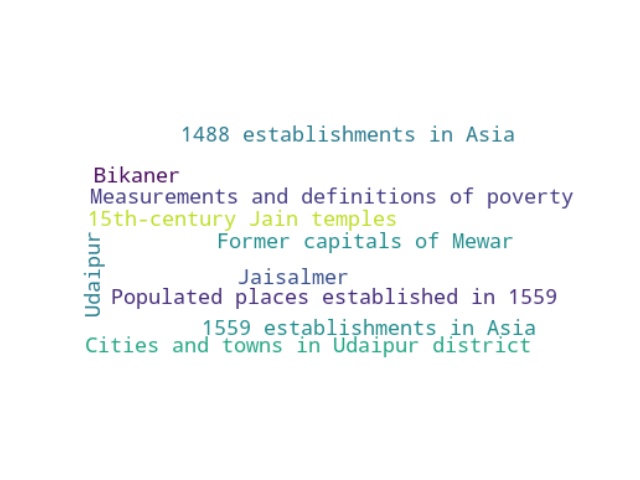 1488 establishments in Asia
Bikaner
Measurements and definitions of poverty
15th-century Jain temples
Former capitals of Mewar
Udaipur
Jaisalmer
Populated places established in 1559
1559 establishments in Asia
Cities and towns in Udaipur district